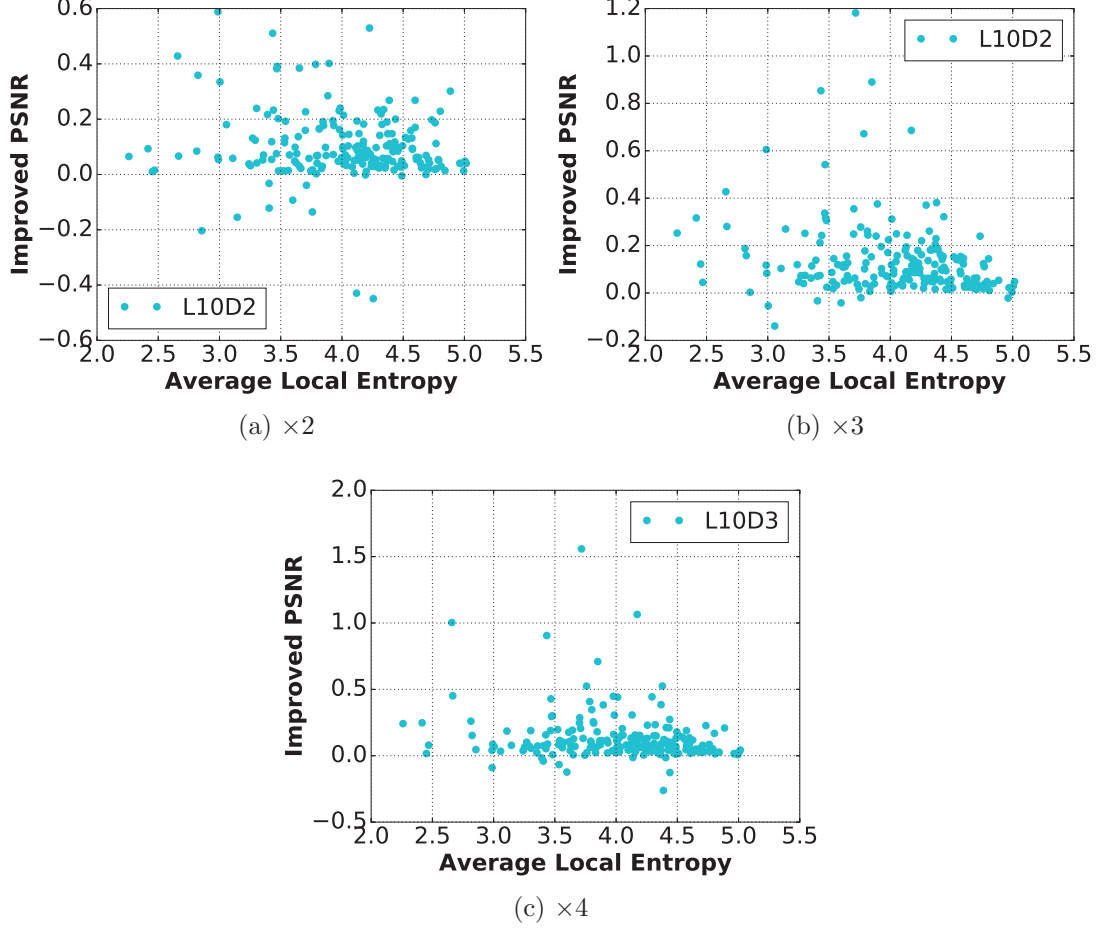 0.6
0.4
0.2
0.0
−0.2
−0.4
−0.6
2.0 2.5 3.0 3.5 4.0 4.5 5.0 5.5
Improved PSNR
Average Local Entropy
L10D2
(a) ×2
1.2
1.0
0.8
0.6
0.4
0.2
0.0
−0.2
2.0 2.5 3.0 3.5 4.0 4.5 5.0 5.5
Improved PSNR
Average Local Entropy
L10D2
(b) ×3
2.0
1.5
1.0
0.5
0.0
−0.5
2.0 2.5 3.0 3.5 4.0 4.5 5.0 5.5
Improved PSNR
Average Local Entropy
L10D3
(c) ×4